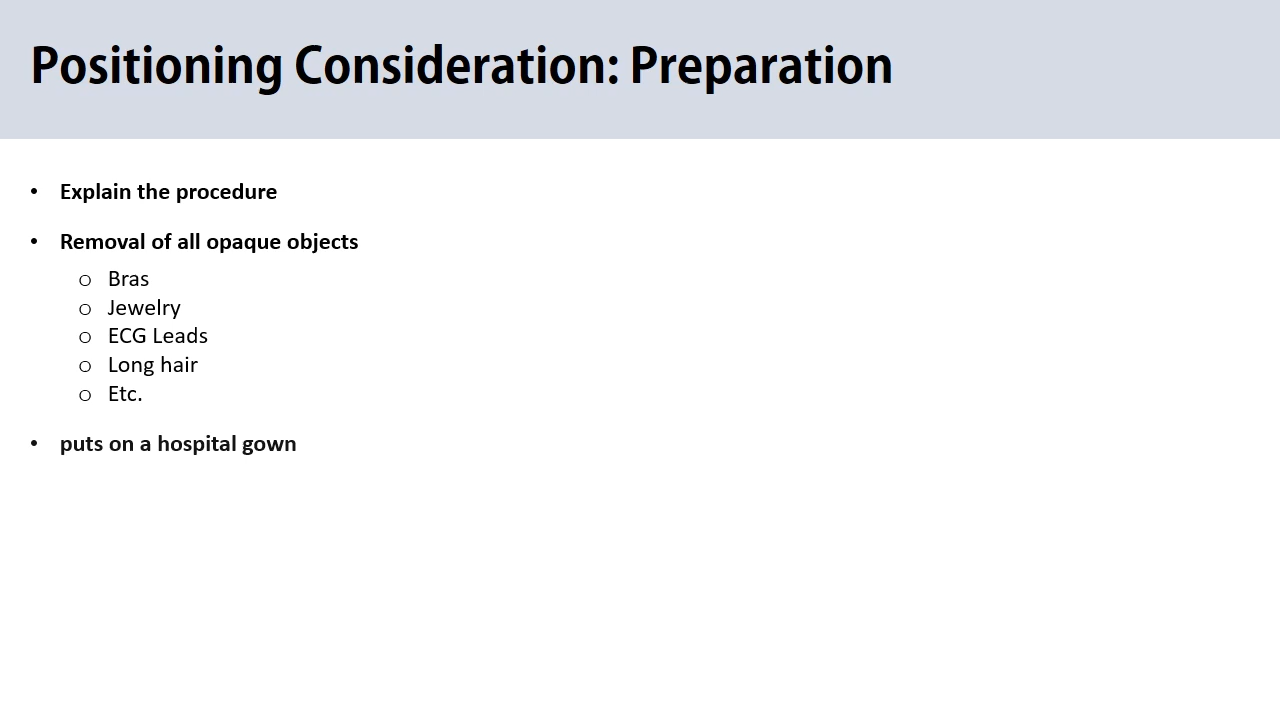 Positioning Consideration: Preparation
• Explain the procedure
• Removal of all opaque objects
o Bras
o Jewelry
o ECG Leads
o Long hair
o Etc.
• puts on a hospital gown